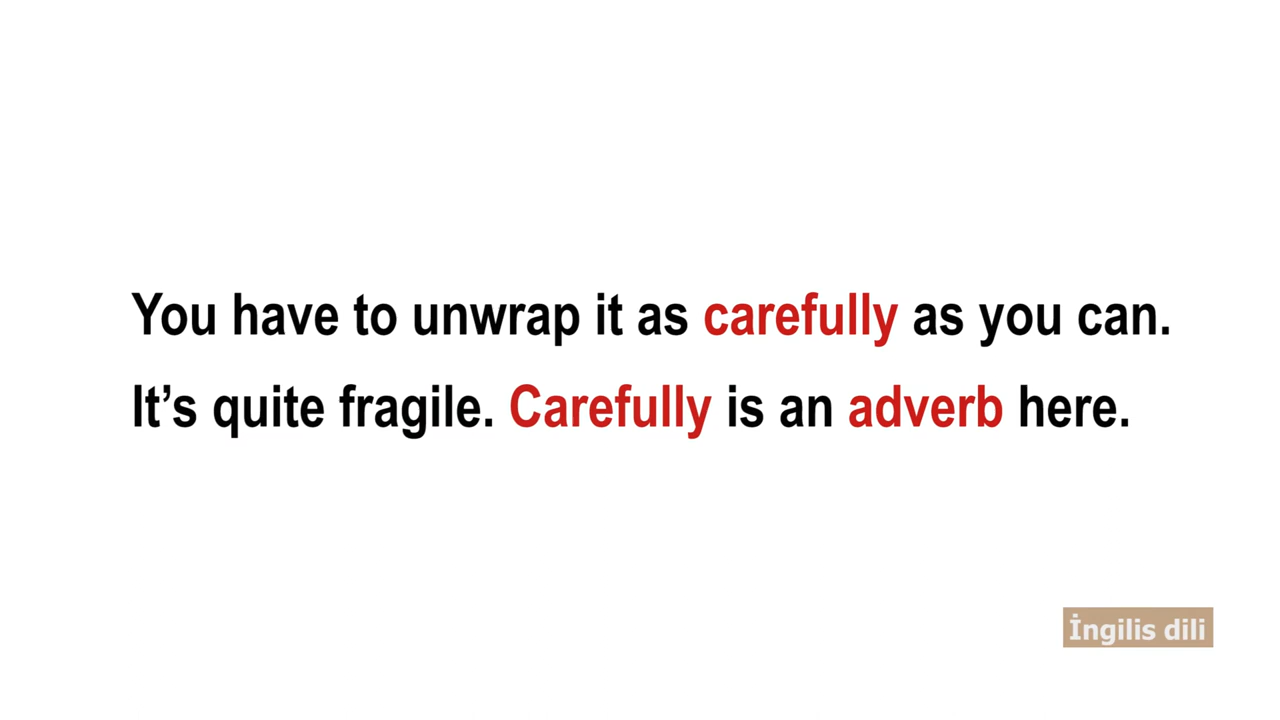 You have to unwrap it as carefully as you can.
It’s quite fragile. Carefully is an adverb here.
İngilis dili